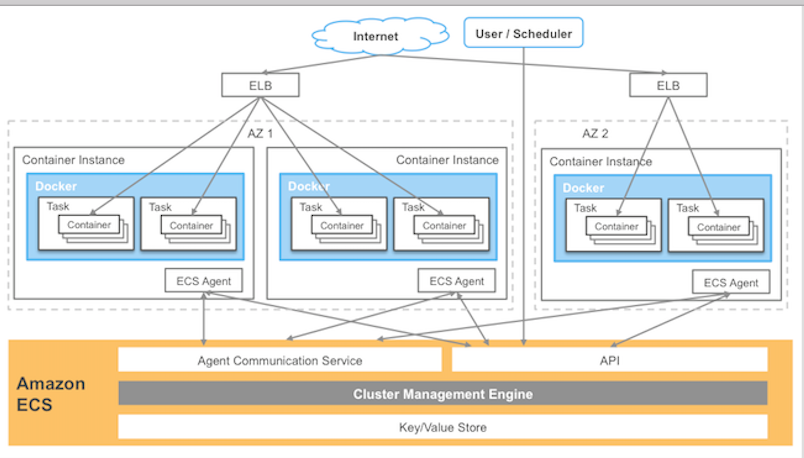 Internet
User / Scheduler
ELB
ELB
AZ 1
AZ 2
Container Instance
Container Instance
Container Instance
Docker
Docker
Docker
Task
Task
Task
Task
Task
Task
Container
Container
Container
Container
Container
Container
ECS Agent
ECS Agent
ECS Agent
Amazon
ECS
Agent Communication Service
API
Cluster Management Engine
Key/Value Store